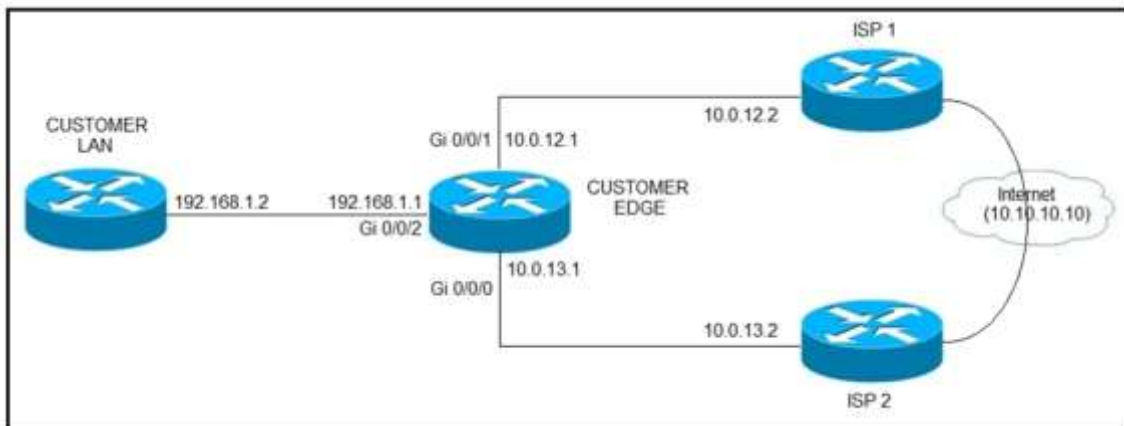 ISP 1
CUSTOMER
LAN
Gi 0/0/1 10.0.12.1
10.0.12.2
192.168.1.2
192.168.1.1
Gi 0/0/2
CUSTOMER
EDGE
Internet
(10.10.10.10)
10.0.13.1
Gi 0/0/0
10.0.13.2
ISP 2